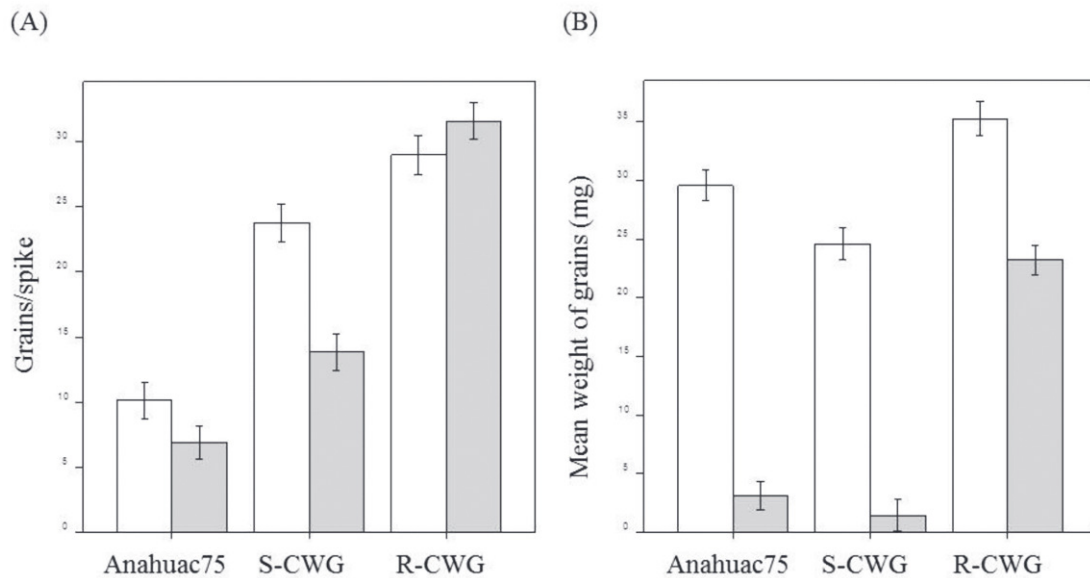 (A)
(B)
Grains/spike
30
25
20
15
10
5
0
Anahuac75 S-CWG R-CWG
Mean weight of grains (mg)
35
30
25
20
15
10
5
0
Anahuac75 S-CWG R-CWG